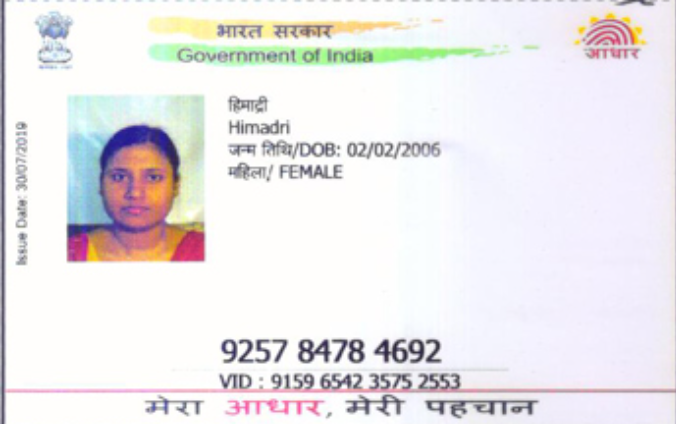 भारत सरकार
Government of India
आधार
Issue Date: 30/07/2019
हिमाद्री
Himadri
जन्म तिथि/DOB: 02/02/2006
महिला/ FEMALE
9257 8478 4692
VID : 9159 6542 3575 2553
मेरा आधार, मेरी पहचान